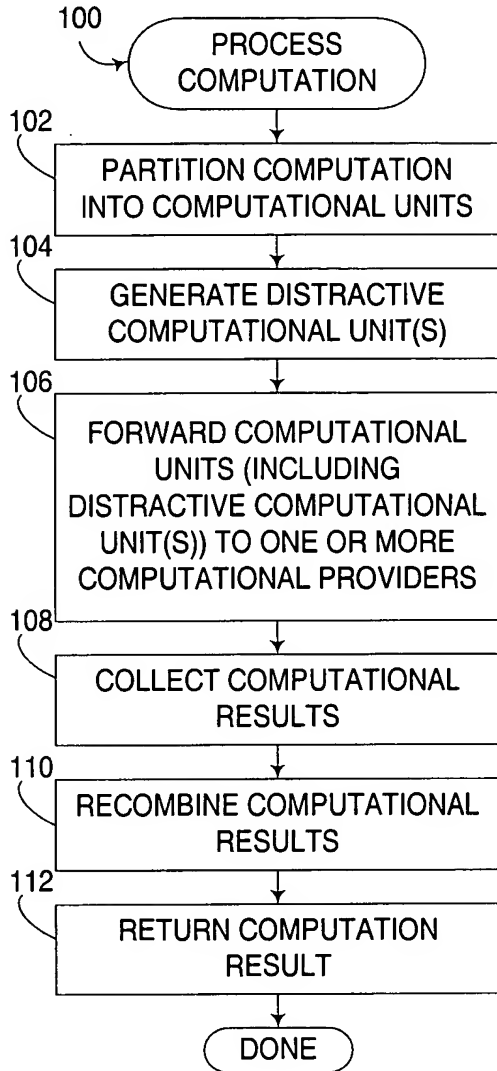 100
PROCESS
COMPUTATION
102
PARTITION COMPUTATION
INTO COMPUTATIONAL UNITS
104
GENERATE DISTRACTIVE
COMPUTATIONAL UNIT(S)
106
FORWARD COMPUTATIONAL
UNITS (INCLUDING
DISTRACTIVE COMPUTATIONAL
UNIT(S)) TO ONE OR MORE
COMPUTATIONAL PROVIDERS
108
COLLECT COMPUTATIONAL
RESULTS
110
RECOMBINE COMPUTATIONAL
RESULTS
112
RETURN COMPUTATION
RESULT
DONE